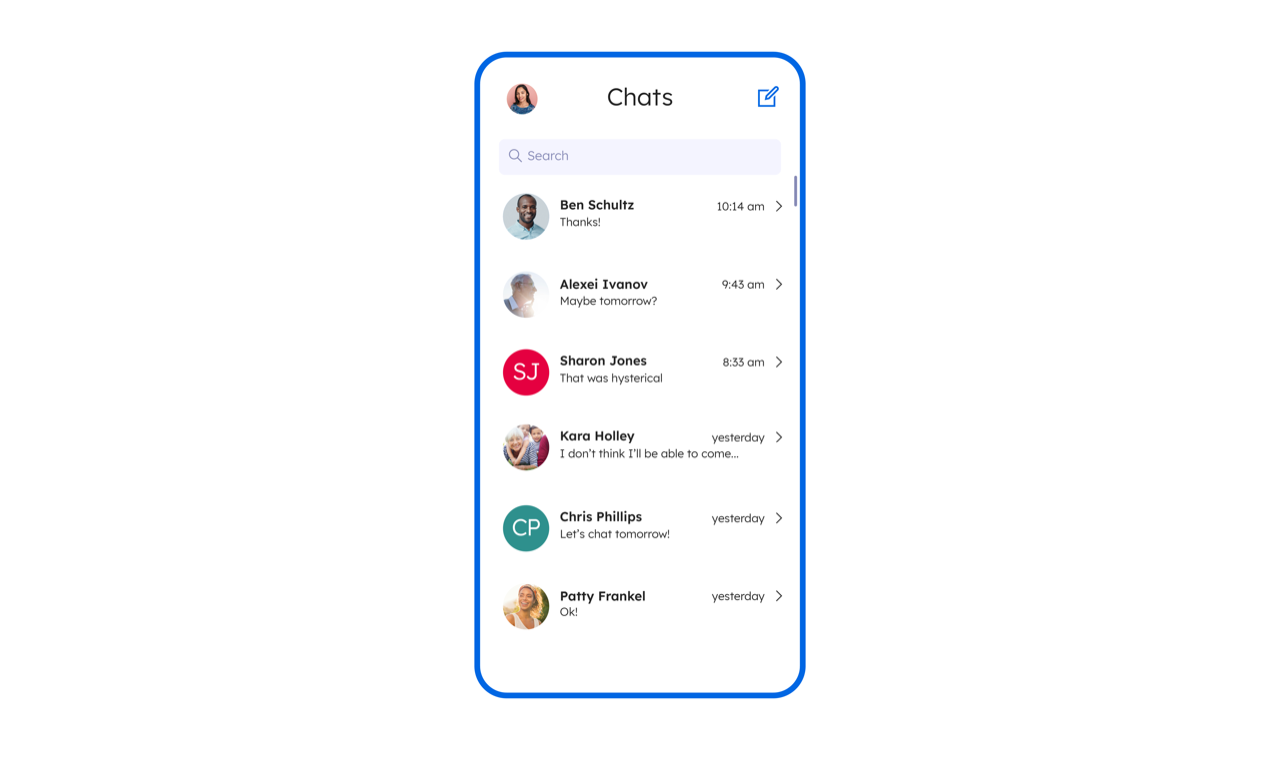 Chats
Search
Ben Schultz
10:14 am
Thanks!
Alexei Ivanov
9:43 am
Maybe tomorrow?
SJ
Sharon Jones
8:33 am
That was hysterical
Kara Holley
yesterday
I don’t think I’ll be able to come...
CP
Chris Phillips
yesterday
Let’s chat tomorrow!
Patty Frankel
yesterday
Ok!